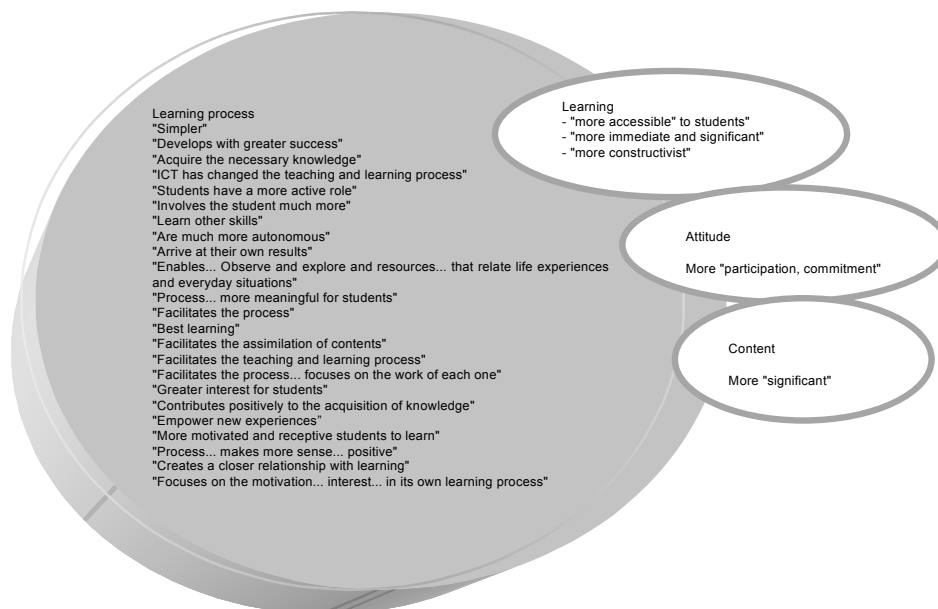 Learning process
"Simpler"
"Develops with greater success"
"Acquire the necessary knowledge"
"ICT has changed the teaching and learning process"
"Students have a more active role"
"Involves the student much more"
"Learn other skills"
"Are much more autonomous"
"Arrive at their own results"
"Enables... Observe and explore and resources... that relate life experiences
and everyday situations"
"Process... more meaningful for students"
"Facilitates the process"
"Best learning"
"Facilitates the assimilation of contents"
"Facilitates the teaching and learning process"
"Facilitates the process... focuses on the work of each one"
"Greater interest for students"
"Contributes positively to the acquisition of knowledge"
"Empower new experiences"
"More motivated and receptive students to learn"
"Process... makes more sense... positive"
"Creates a closer relationship with learning"
"Focuses on the motivation... interest... in its own learning process"
Learning
- "more accessible" to students"
- "more immediate and significant"
- "more constructivist"
Attitude
More "participation, commitment"
Content
More "significant"